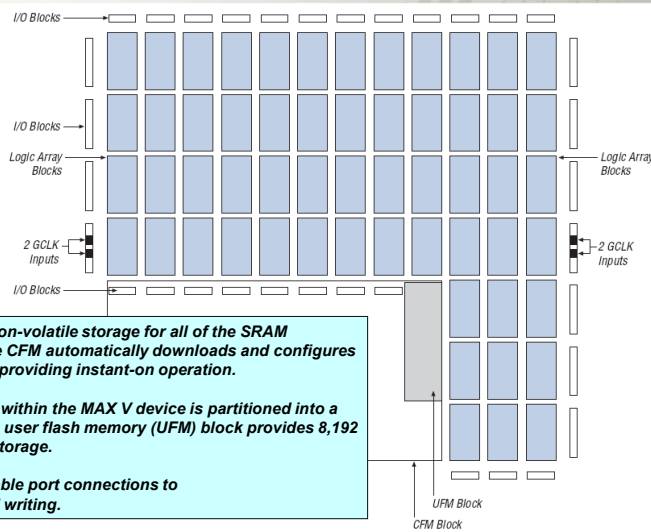 I/O Blocks
I/O Blocks
Logic Array
Blocks
Logic Array
Blocks
2 GCLK
Inputs
2 GCLK
Inputs
I/O Blocks
on-volatile storage for all of the SRAM
CFM automatically downloads and configures
providing instant-on operation.
within the MAX V device is partitioned into a
user flash memory (UFM) block provides 8,192
torage.
ble port connections to
writing.
UFM Block
CFM Block